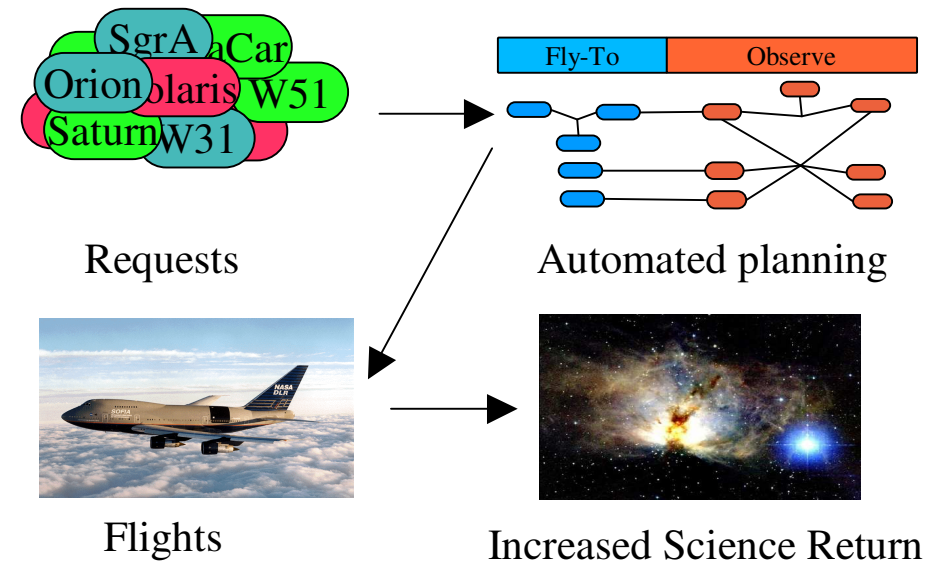 SgrA
aCar
Orion
olaris
W51
Saturn
W31
Fly-To
Observe
Requests
Automated planning
NASA
DLR
SOFIA
Flights
Increased Science Return